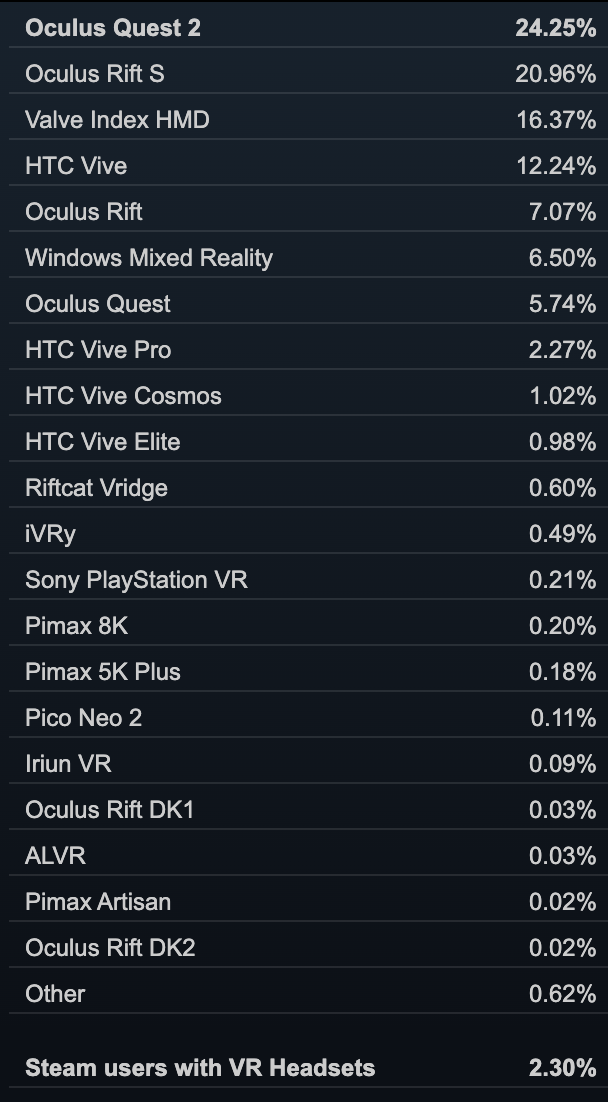 Oculus Quest 2 24.25%
Oculus Rift S 20.96%
Valve Index HMD 16.37%
HTC Vive 12.24%
Oculus Rift 7.07%
Windows Mixed Reality 6.50%
Oculus Quest 5.74%
HTC Vive Pro 2.27%
HTC Vive Cosmos 1.02%
HTC Vive Elite 0.98%
Riftcat Vridge 0.60%
iVRy 0.49%
Sony PlayStation VR 0.21%
Pimax 8K 0.20%
Pimax 5K Plus 0.18%
Pico Neo 2 0.11%
Iriun VR 0.09%
Oculus Rift DK1 0.03%
ALVR 0.03%
Pimax Artisan 0.02%
Oculus Rift DK2 0.02%
Other 0.62%
Steam users with VR Headsets 2.30%